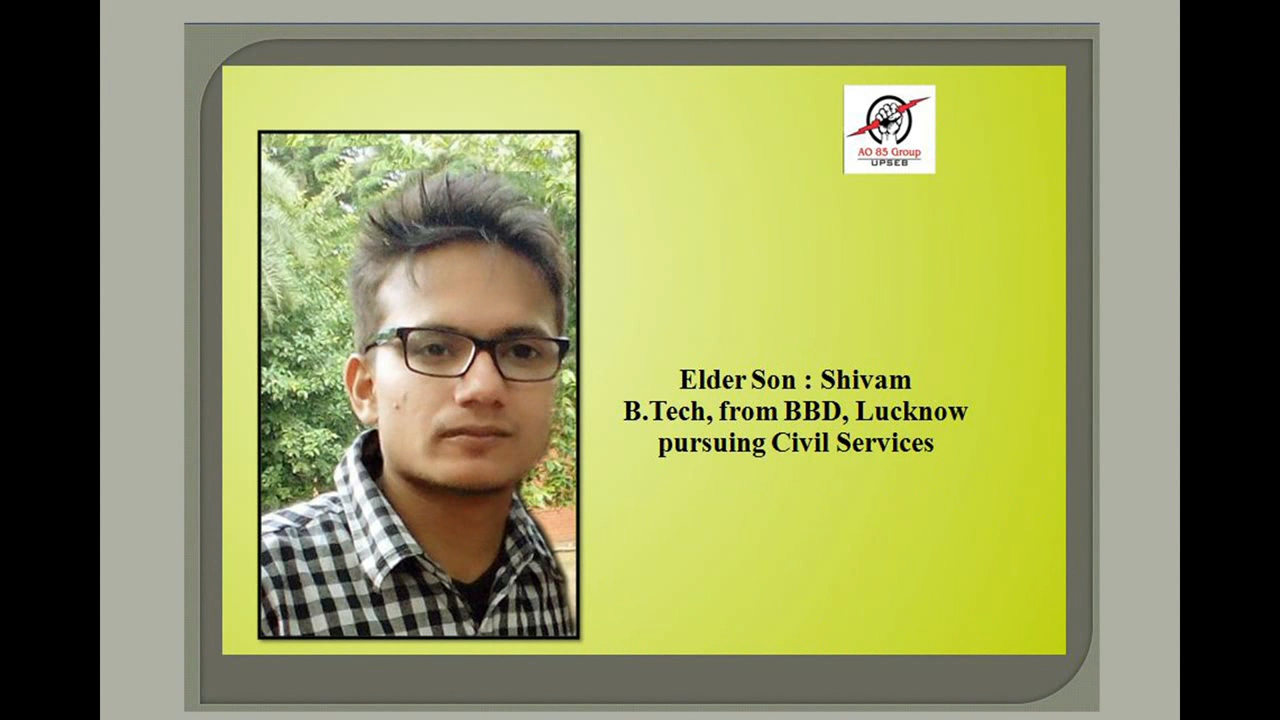 AO 85 Group
UPSEB
Elder Son : Shivam
B.Tech, from BBD, Lucknow
pursuing Civil Services